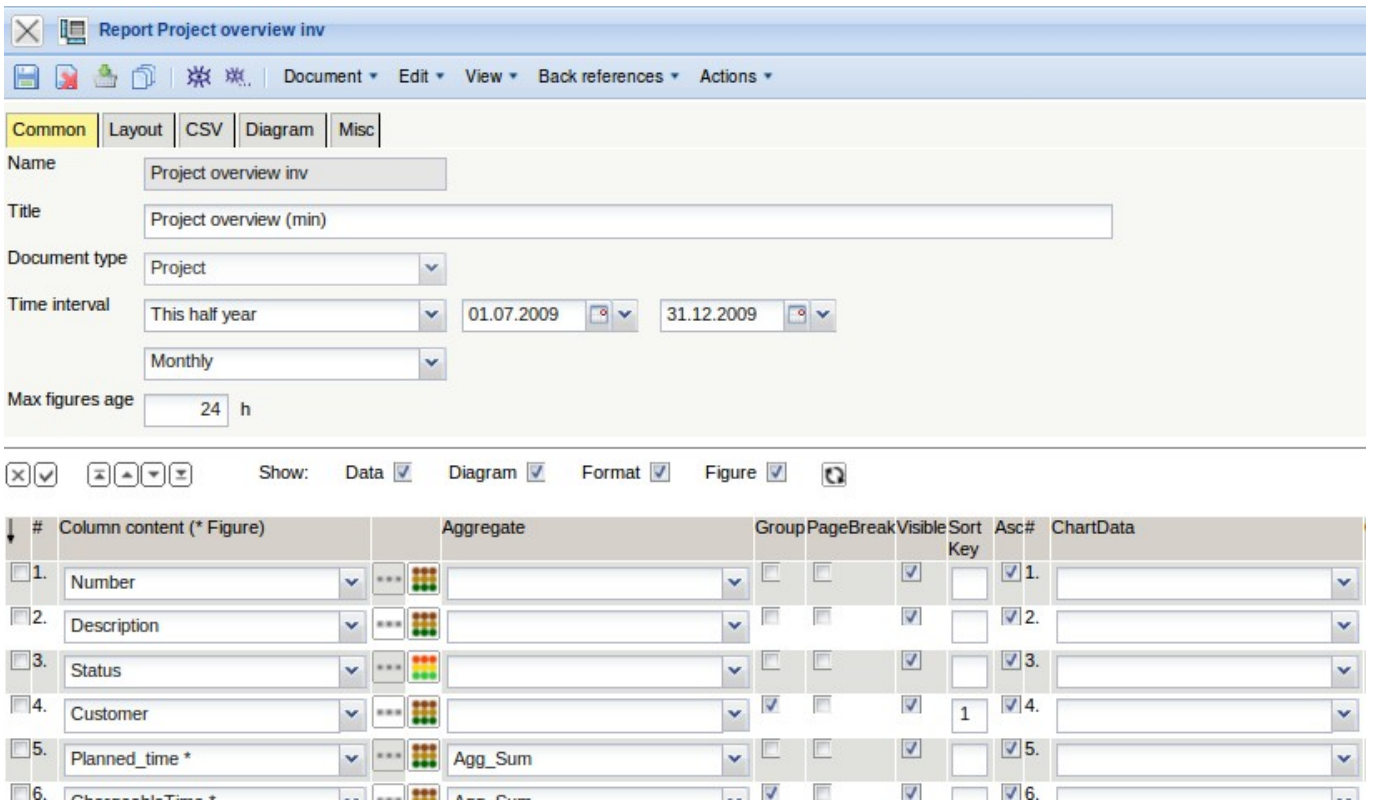 Report Project overview inv
Document Edit View Back references Actions
Common Layout CSV Diagram Misc
Name Project overview inv
Title Project overview (min)
Document type Project
Time interval This half year 01.07.2009 31.12.2009
Monthly
Max figures age 24 h
Show: Data Diagram Format Figure
# Column content (* Figure) Aggregate Group PageBreak Visible Sort Key Asc # ChartData
1. Number 1.
2. Description 2.
3. Status 3.
4. Customer 1 4.
5. Planned_time * Agg_Sum 5.
6. ChargeableTime * Agg_Sum 6.